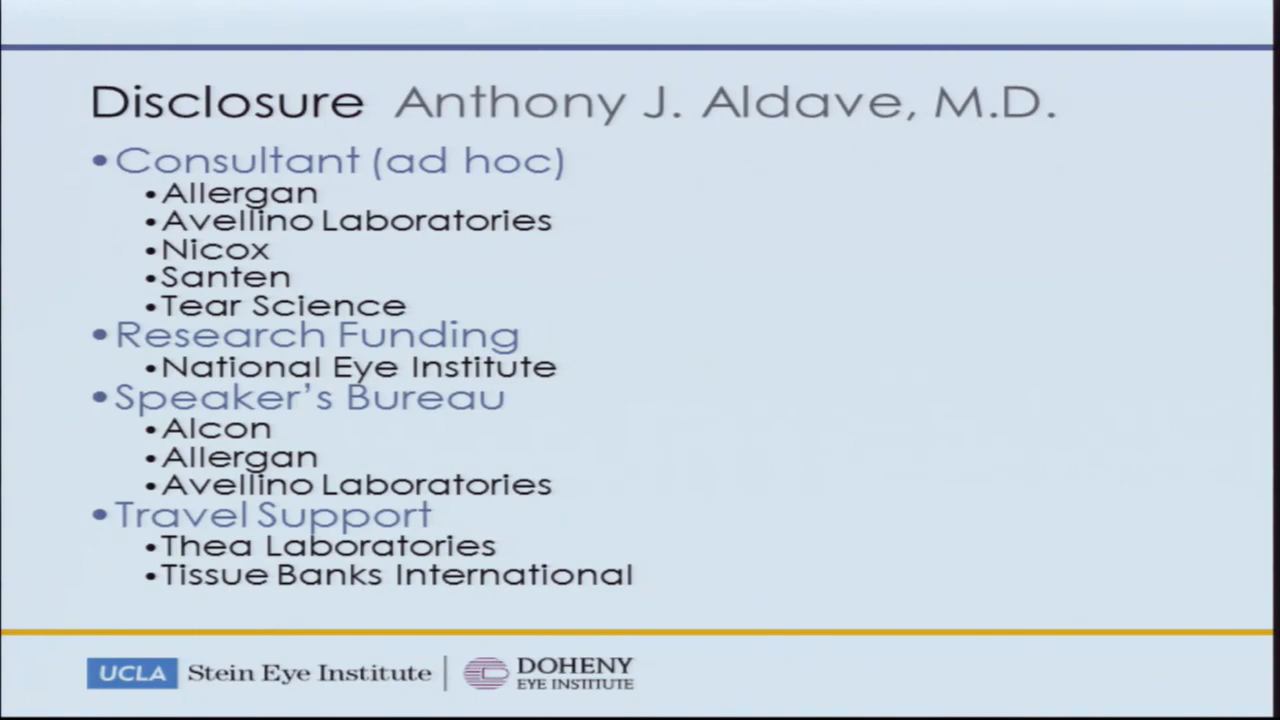 Disclosure Anthony J. Aldave, M.D.
•Consultant (ad hoc)
•Allergan
•Avellino Laboratories
•Nicox
•Santen
•Tear Science
•Research Funding
•National Eye Institute
•Speaker’s Bureau
•Alcon
•Allergan
•Avellino Laboratories
•Travel Support
•Thea Laboratories
•Tissue Banks International
UCLA Stein Eye Institute
DOHENY
EYE INSTITUTE